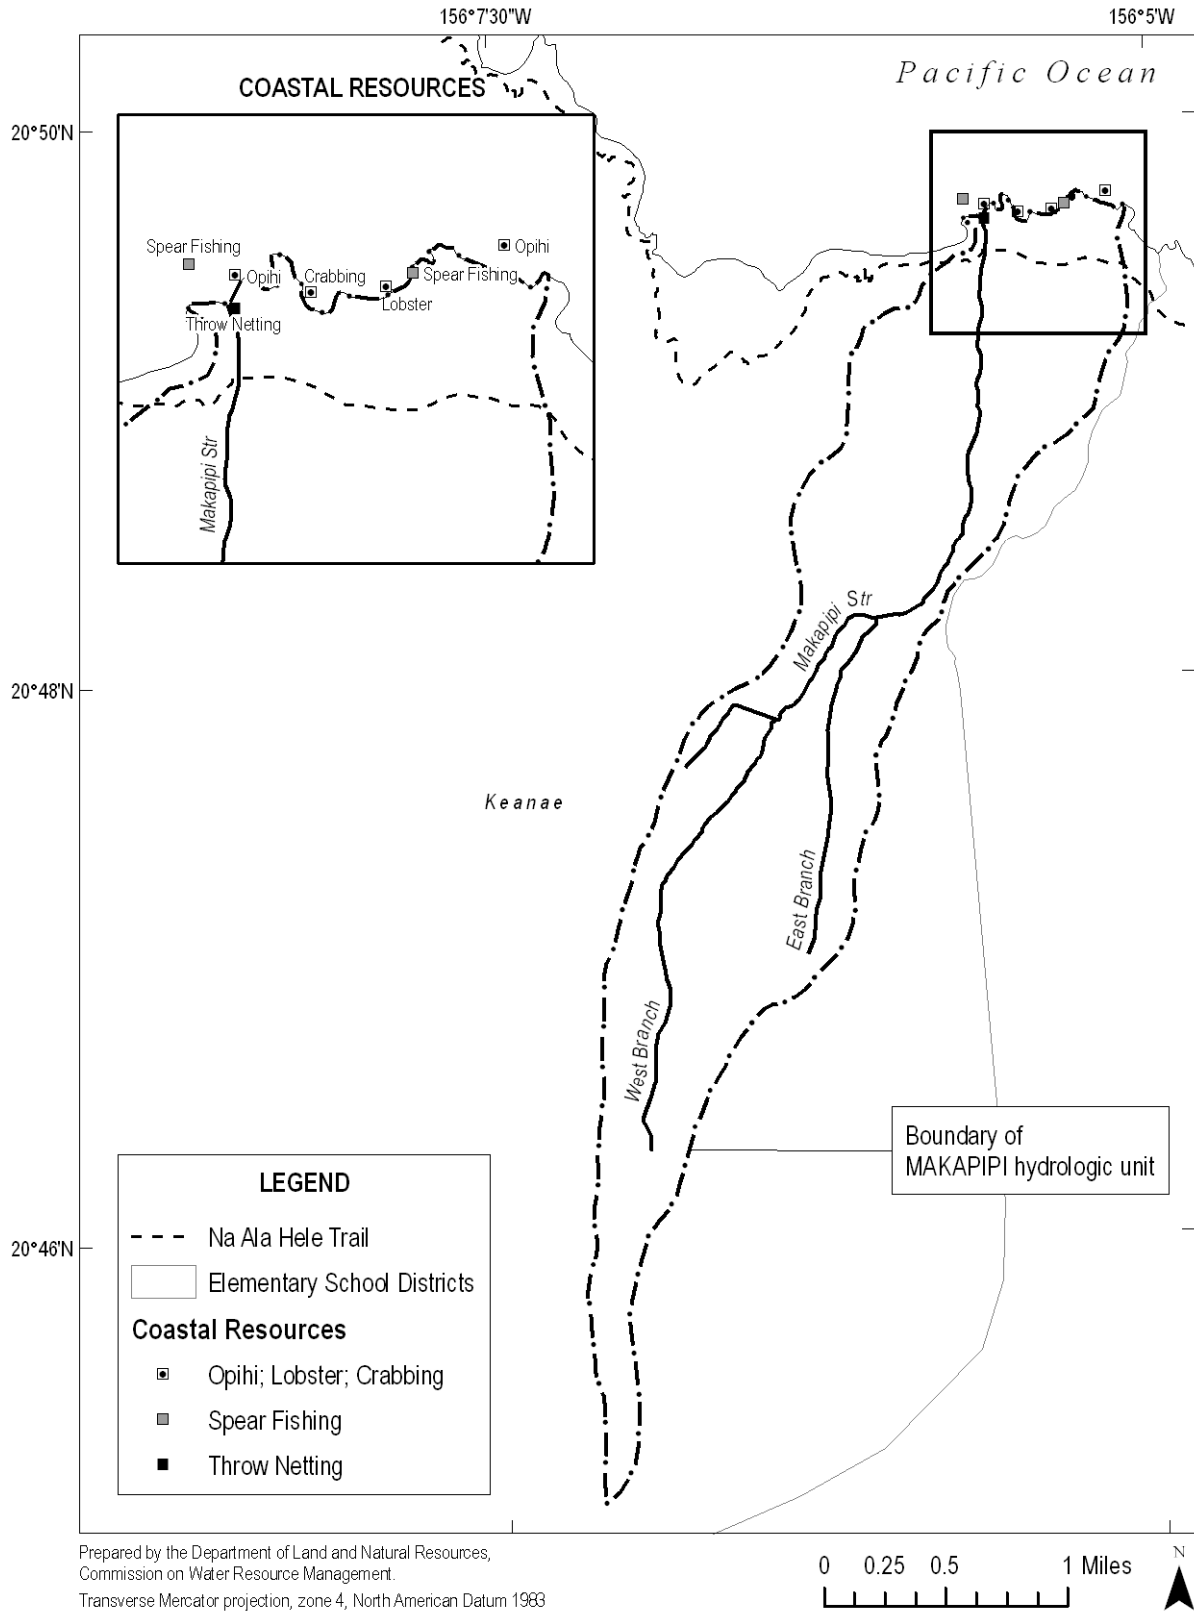 156°7'30"W
156°5'W
Pacific Ocean
COASTAL RESOURCES
20°50'N
Spear Fishing
Opihi
Opihi
Crabbing
Spear Fishing
Lobster
Throw Netting
Makapipi Str
Makapipi Str
20°48'N
Keanae
East Branch
West Branch
Boundary of
MAKAPIPI hydrologic unit
LEGEND
Na Ala Hele Trail
20°46'N
Elementary School Districts
Coastal Resources
Opihi; Lobster; Crabbing
Spear Fishing
Throw Netting
Prepared by the Department of Land and Natural Resources,
Commission on Water Resource Management.
Transverse Mercator projection, zone 4, North American Datum 1983
0 0.25 0.5 1 Miles
N